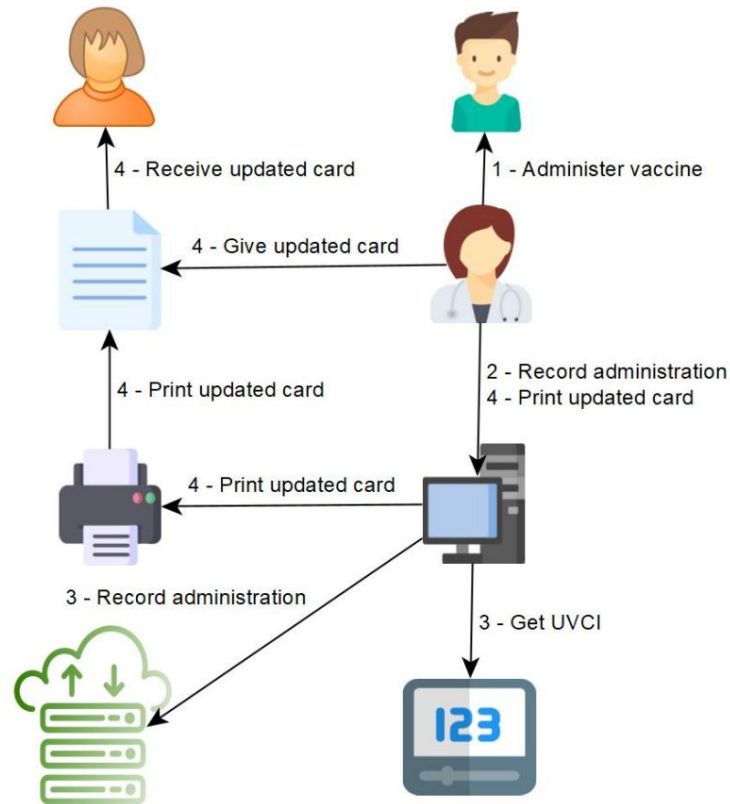 4 - Receive updated card
1 - Administer vaccine
4 - Give updated card
2 - Record administration
4 - Print updated card
4 - Print updated card
4 - Print updated card
3 - Record administration
3 - Get UVCI
123